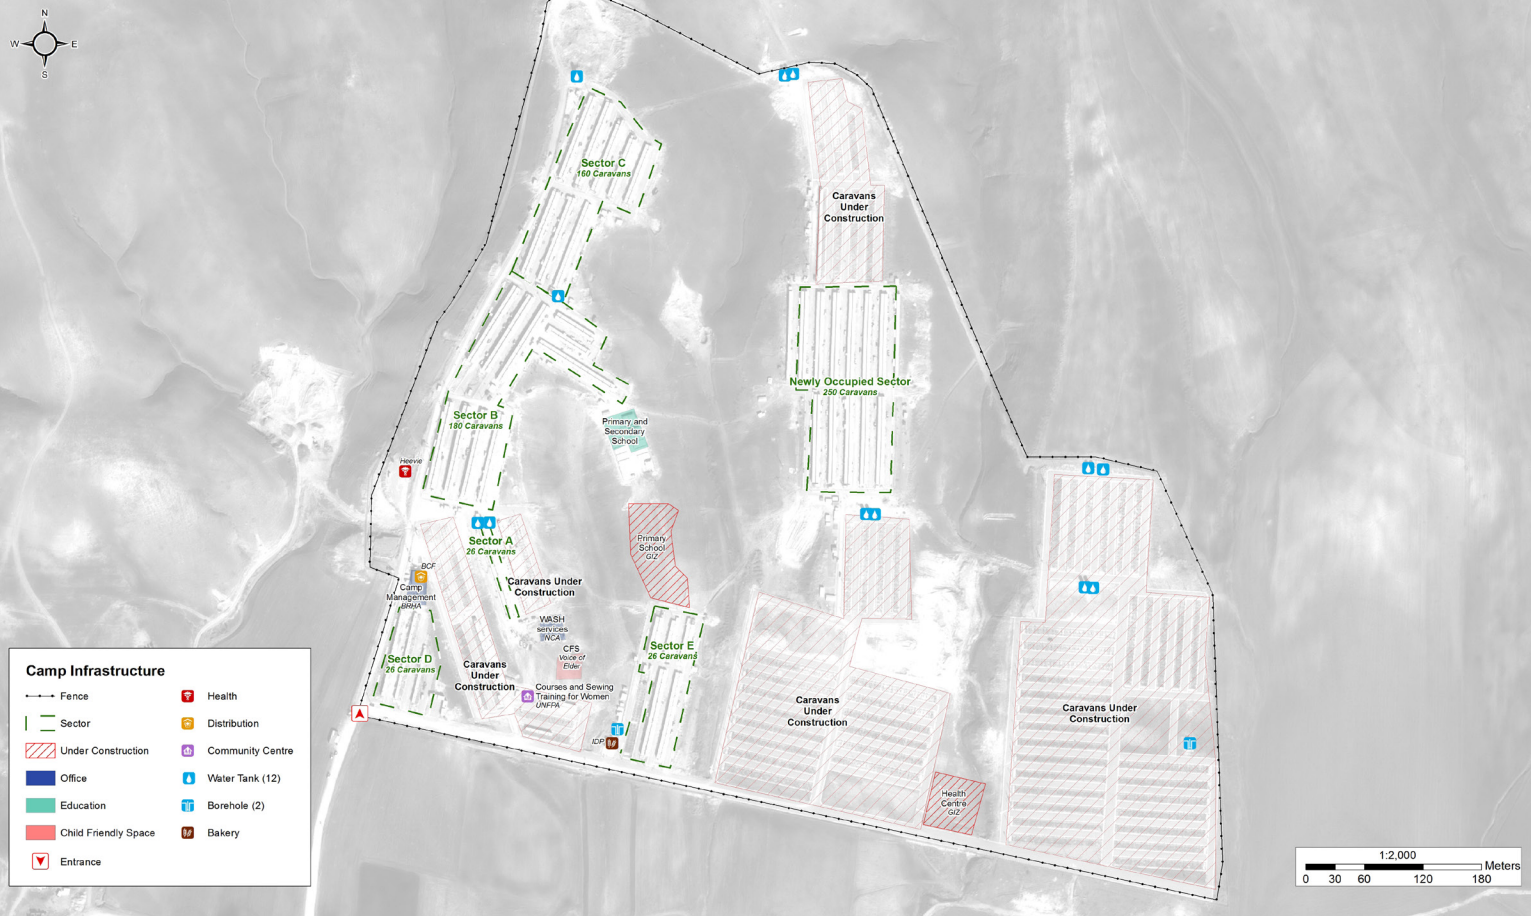 N
W
E
S
Sector C
160 Caravans
Caravans
Under
Construction
Newly Occupied Sector
250 Caravans
Sector B
180 Caravans
Primary and
Secondary
School
Heevie
Sector A
26 Caravans
Primary
School
GIZ
BCF
Camp
Management
BRHA
Caravans Under
Construction
WASH
services
NCA
CFS
Voice of
Elder
Sector E
26 Caravans
Sector D
26 Caravans
Caravans
Under
Construction
Courses and Sewing
Training for Women
UNFPA
IDP
Caravans
Under
Construction
Caravans Under
Construction
Health
Centre
GIZ
Camp Infrastructure
Fence
Sector
Under Construction
Office
Education
Child Friendly Space
Entrance
Health
Distribution
Community Centre
Water Tank (12)
Borehole (2)
Bakery
1:2,000
Meters
0 30 60 120 180